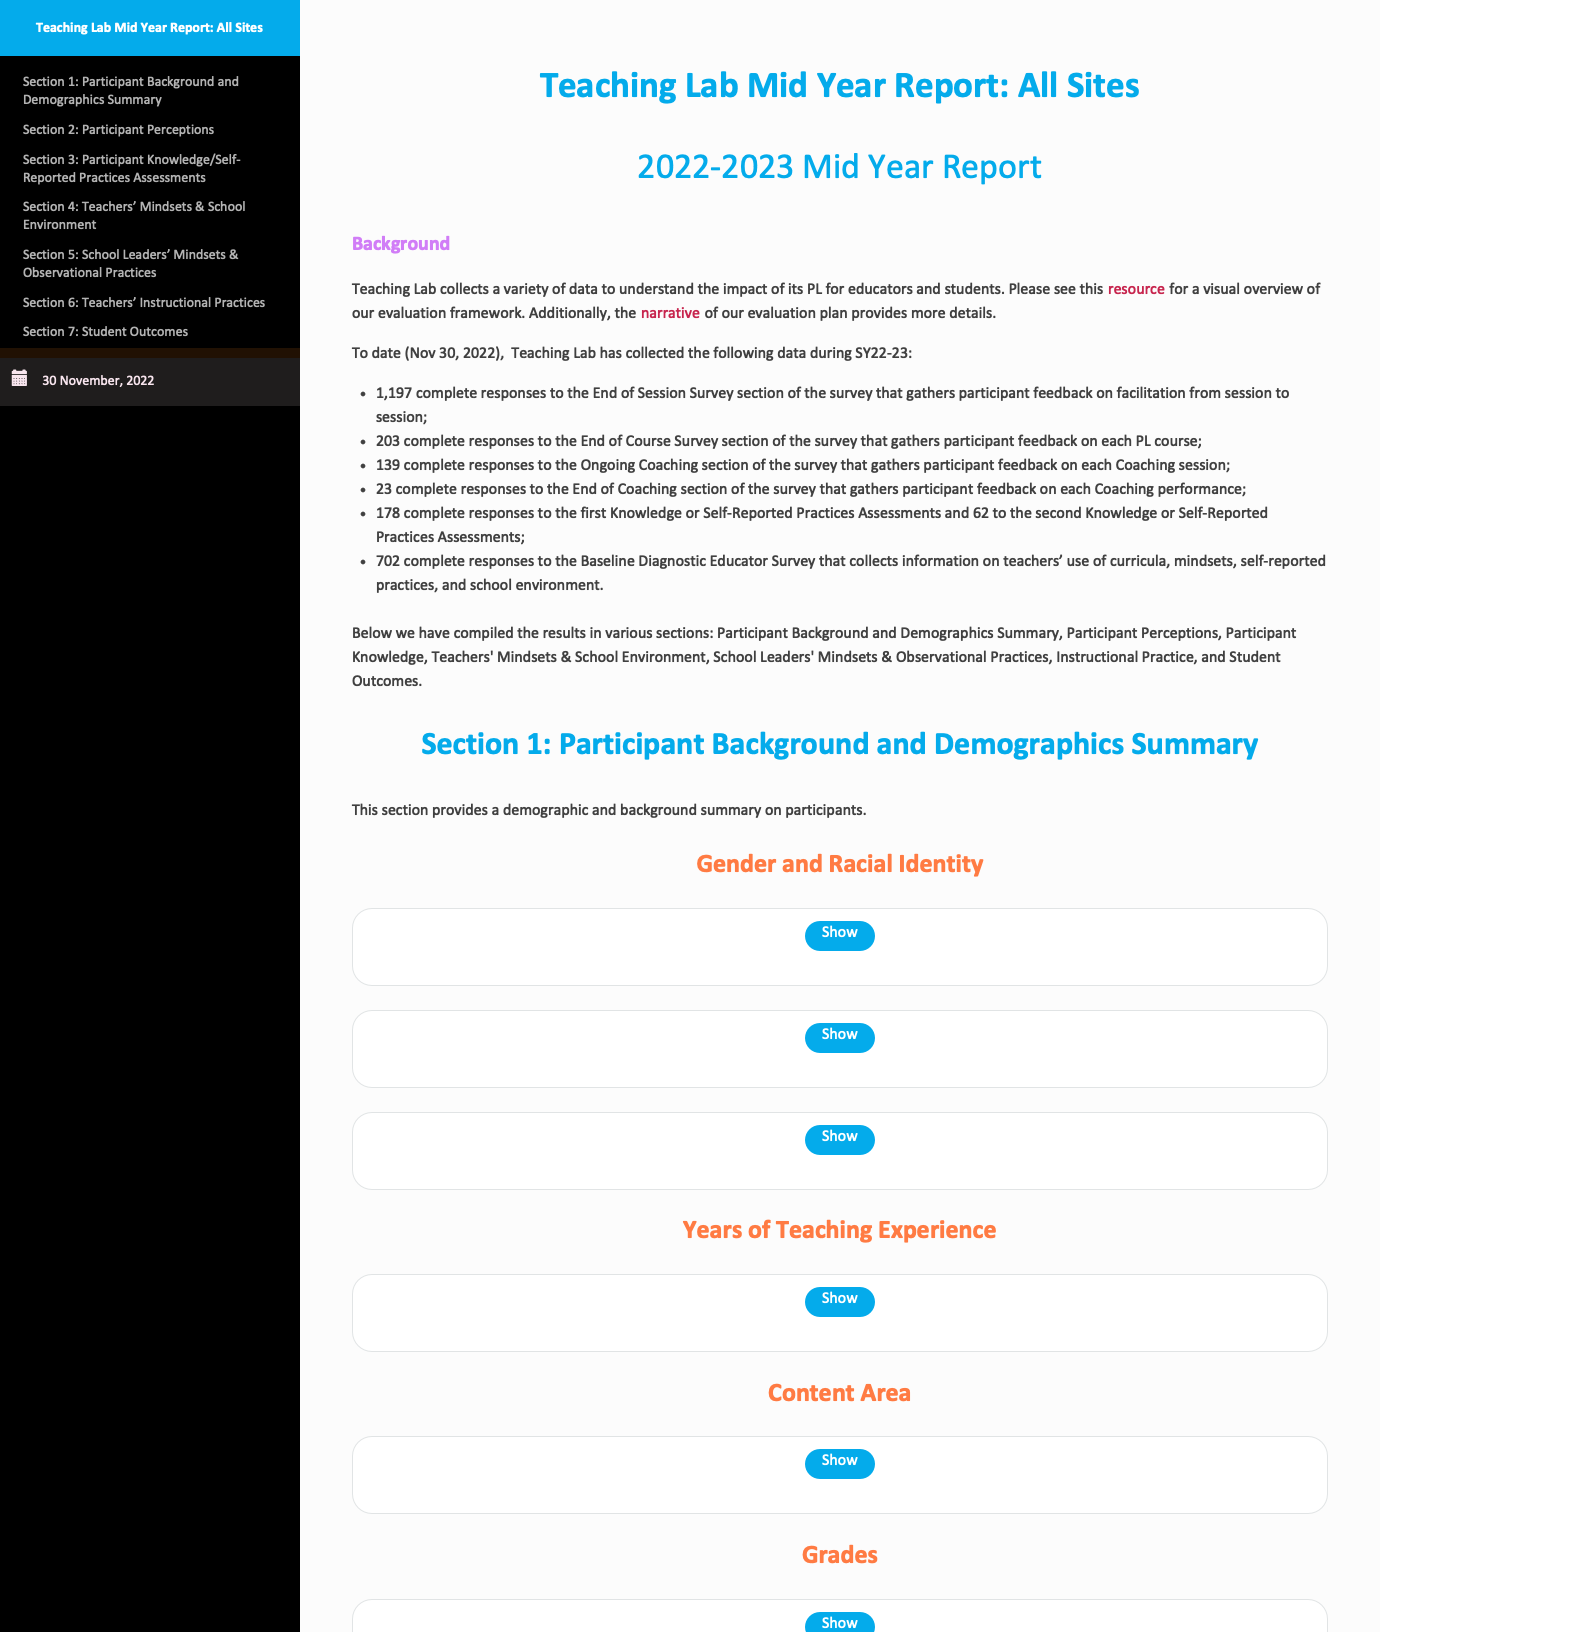 Teaching Lab Mid Year Report: All Sites
Section 1: Participant Background and
Demographics Summary
Section 2: Participant Perceptions
Section 3: Participant Knowledge/Self-
Reported Practices Assessments
Section 4: Teachers’ Mindsets & School
Environment
Section 5: School Leaders’ Mindsets &
Observational Practices
Section 6: Teachers’ Instructional Practices
Section 7: Student Outcomes
30 November, 2022
Teaching Lab Mid Year Report: All Sites
2022-2023 Mid Year Report
Background
Teaching Lab collects a variety of data to understand the impact of its PL for educators and students. Please see this resource for a visual overview of
our evaluation framework. Additionally, the narrative of our evaluation plan provides more details.
To date (Nov 30, 2022),  Teaching Lab has collected the following data during SY22-23:
• 1,197 complete responses to the End of Session Survey section of the survey that gathers participant feedback on facilitation from session to
session;
• 203 complete responses to the End of Course Survey section of the survey that gathers participant feedback on each PL course;
• 139 complete responses to the Ongoing Coaching section of the survey that gathers participant feedback on each Coaching session;
• 23 complete responses to the End of Coaching section of the survey that gathers participant feedback on each Coaching performance;
• 178 complete responses to the first Knowledge or Self-Reported Practices Assessments and 62 to the second Knowledge or Self-Reported
Practices Assessments;
• 702 complete responses to the Baseline Diagnostic Educator Survey that collects information on teachers’ use of curricula, mindsets, self-reported
practices, and school environment.
Below we have compiled the results in various sections: Participant Background and Demographics Summary, Participant Perceptions, Participant
Knowledge, Teachers' Mindsets & School Environment, School Leaders' Mindsets & Observational Practices, Instructional Practice, and Student
Outcomes.
Section 1: Participant Background and Demographics Summary
This section provides a demographic and background summary on participants.
Gender and Racial Identity
Show
Show
Show
Years of Teaching Experience
Show
Content Area
Show
Grades
Show